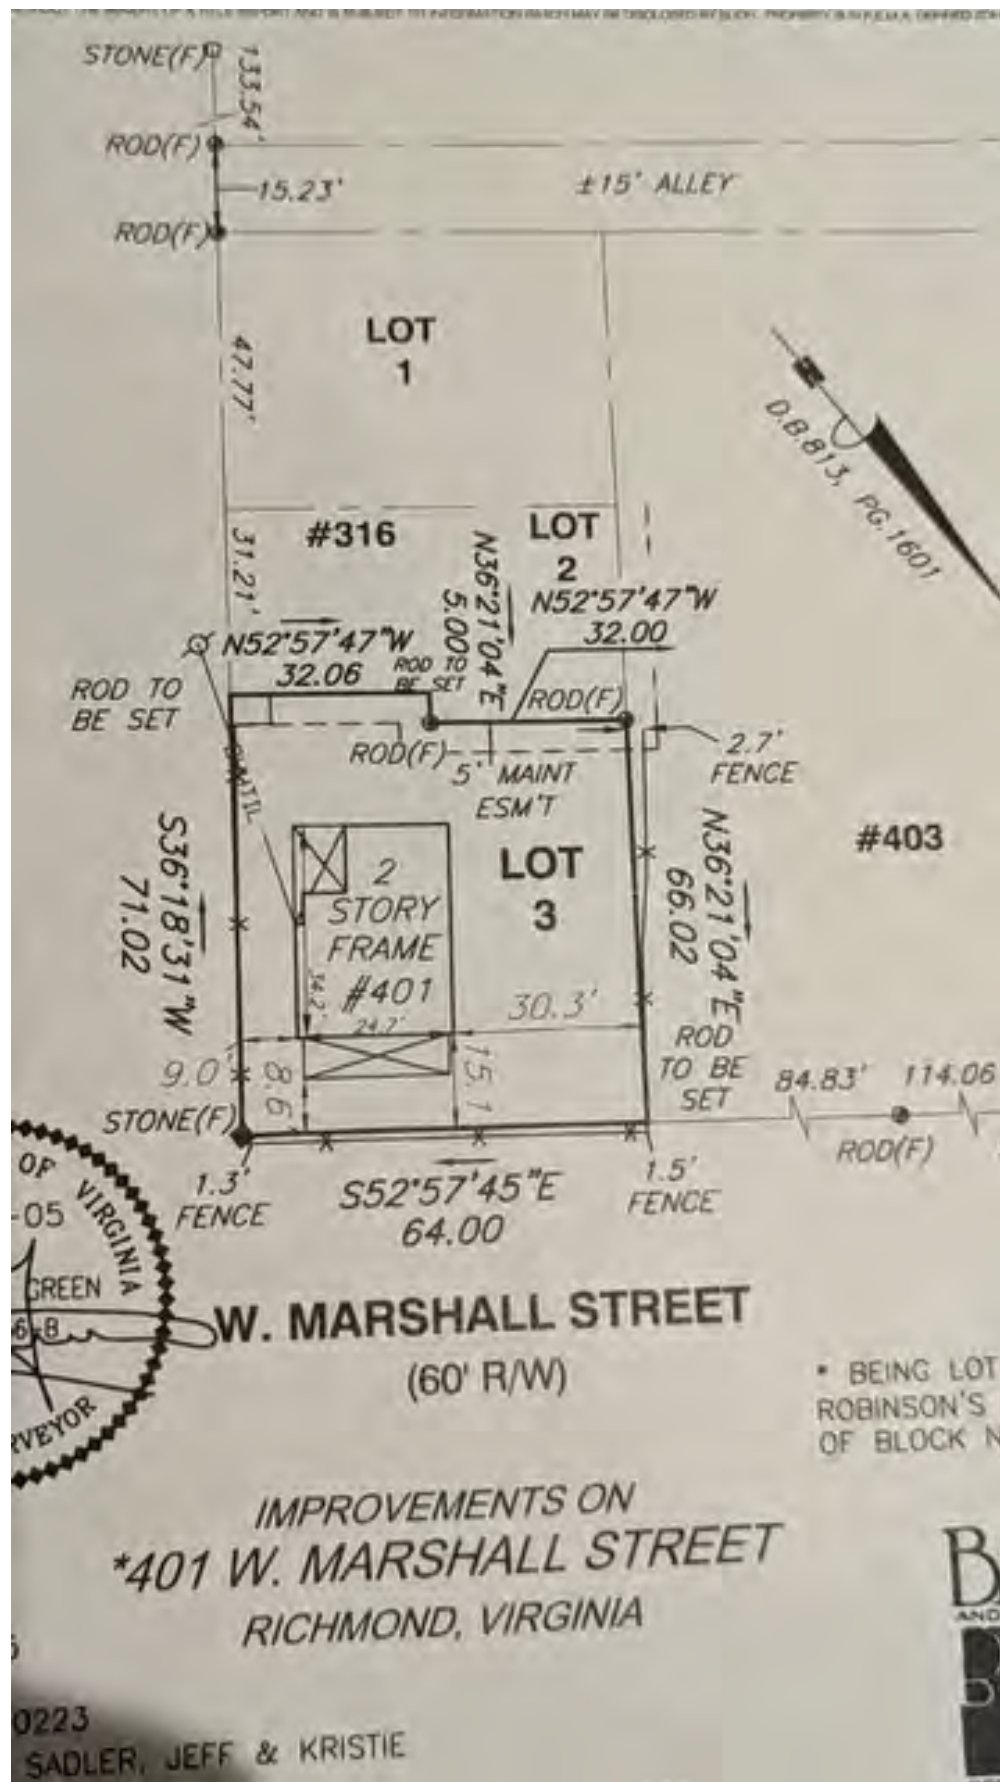 STONE(F)
133.54'
ROD(F)
15.23'
±15' ALLEY
ROD(F)
LOT
1
47.77'
D.B.813, PG.1601
#316
LOT
2
31.21'
N36°21'04"E
5.00
N52°57'47"W
32.00
N52°57'47"W
32.06
ROD TO
BE SET
ROD TO
BE SET
ROD(F)
ROD(F)
5' MAINT
ESM'T
2.7'
FENCE
S36°18'31"W
71.02
LOT
3
N36°21'04"E
66.02
#403
2
STORY
FRAME
#401
34.2'
24.7'
30.3'
9.0'
8.6'
15.1'
ROD
TO BE
SET
84.83'
114.06
ROD(F)
STONE(F)
1.3'
FENCE
S52°57'45"E
64.00
1.5'
FENCE
OF VIRGINIA
-05
GREEN
RVEYOR
W. MARSHALL STREET
(60' R/W)
* BEING LOT
ROBINSON'S
OF BLOCK N
IMPROVEMENTS ON
*401 W. MARSHALL STREET
RICHMOND, VIRGINIA
AND
0223
SADLER, JEFF & KRISTIE